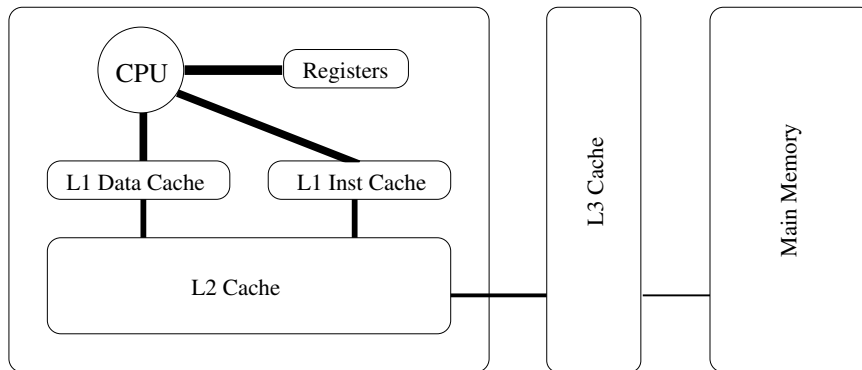 CPU
Registers
L1 Data Cache
L1 Inst Cache
L2 Cache
L3 Cache
Main Memory